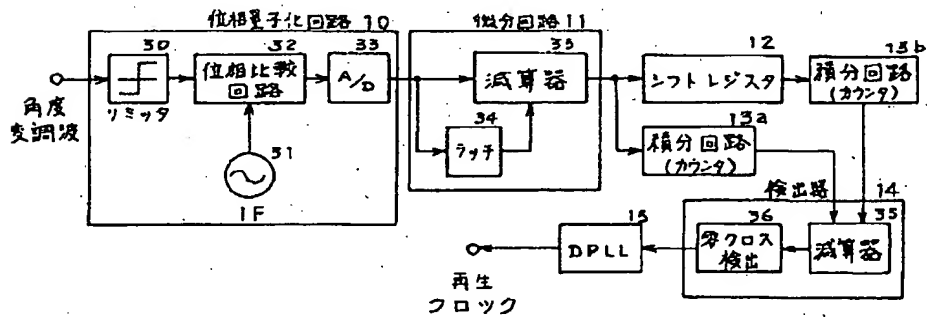 位相量子化回路 10
微分回路 11
30
32
33
35
12
13b
リミッタ
位相比較
回路
A/D
減算器
シフトレジスタ
積分回路
(カウンタ)
角度
変調波
34
ラッチ
13a
積分回路
(カウンタ)
31
IF
検出器 14
15
36
35
DPLL
零クロス
検出
減算器
再生
クロック